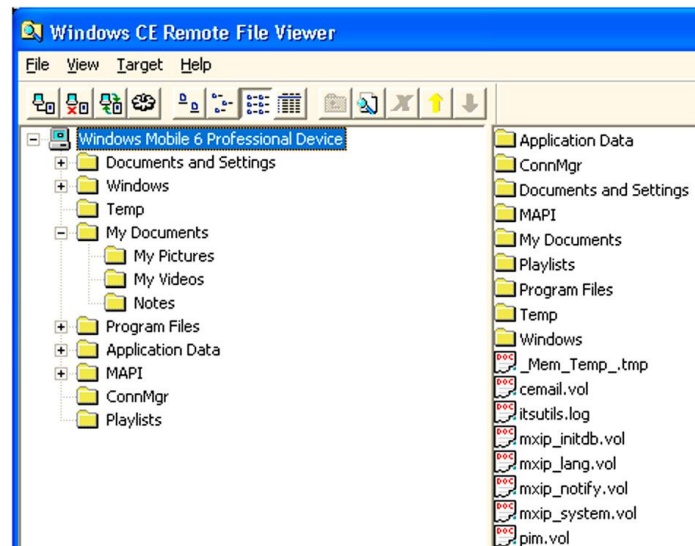 Windows CE Remote File Viewer
File View Target Help
Windows Mobile 6 Professional Device
Documents and Settings
Windows
Temp
My Documents
My Pictures
My Videos
Notes
Program Files
Application Data
MAPI
ConnMgr
Playlists
Application Data
ConnMgr
Documents and Settings
MAPI
My Documents
Playlists
Program Files
Temp
Windows
_Mem_Temp_.tmp
cemail.vol
itsutils.log
mxip_initdb.vol
mxip_lang.vol
mxip_notify.vol
mxip_system.vol
pim.vol